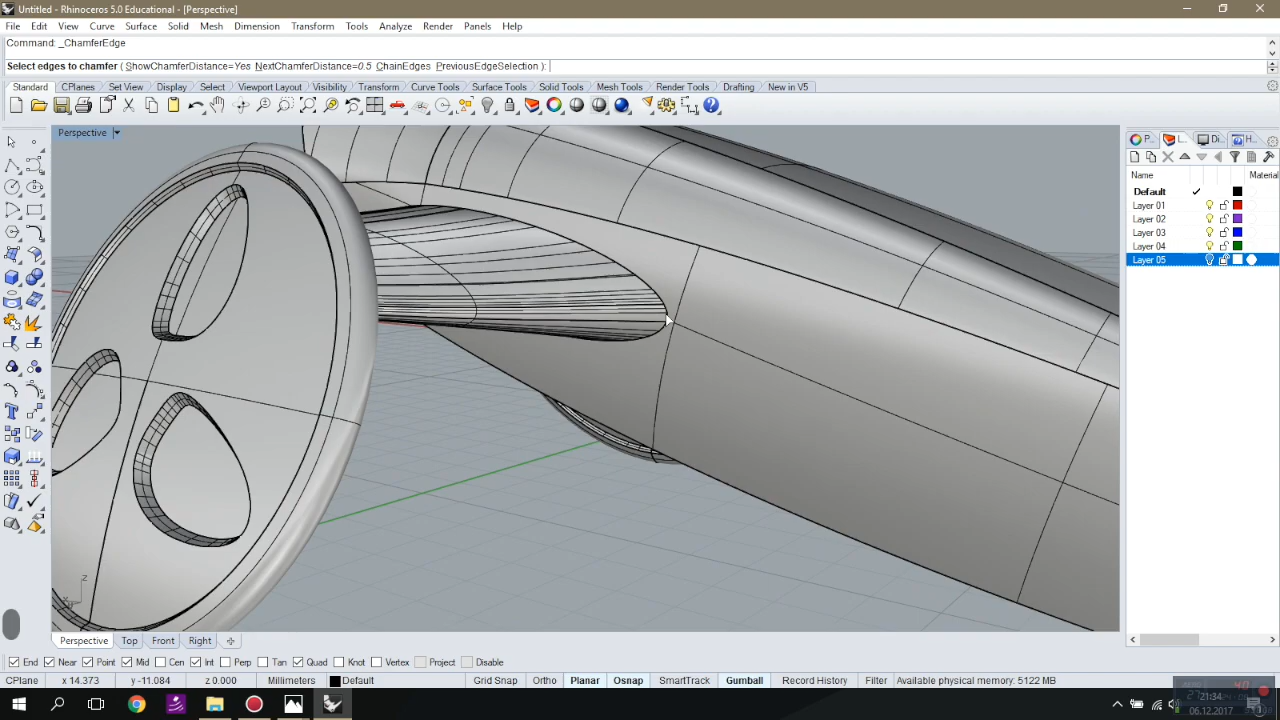 Untitled - Rhinoceros 5.0 Educational - [Perspective]
File Edit View Curve Surface Solid Mesh Dimension Transform Tools Analyze Render Panels Help
Command: _ChamferEdge
Select edges to chamfer ( ShowChamferDistance=Yes NextChamferDistance=0.5 ChainEdges PreviousEdgeSelection ):
Standard CPlanes Set View Display Select Viewport Layout Visibility Transform Curve Tools Surface Tools Solid Tools Mesh Tools Render Tools Drafting New in V5
Perspective
P... L... Di... H...
Name Material
Default
Layer 01
Layer 02
Layer 03
Layer 04
Layer 05
z
x
Perspective Top Front Right
End Near Point Mid Cen Int Perp Tan Quad Knot Vertex Project Disable
CPlane x 14.373 y -11.084 z 0.000 Millimeters Default Grid Snap Ortho Planar Osnap SmartTrack Gumball Record History Filter Available physical memory: 5122 MB
21:34
06.12.2017